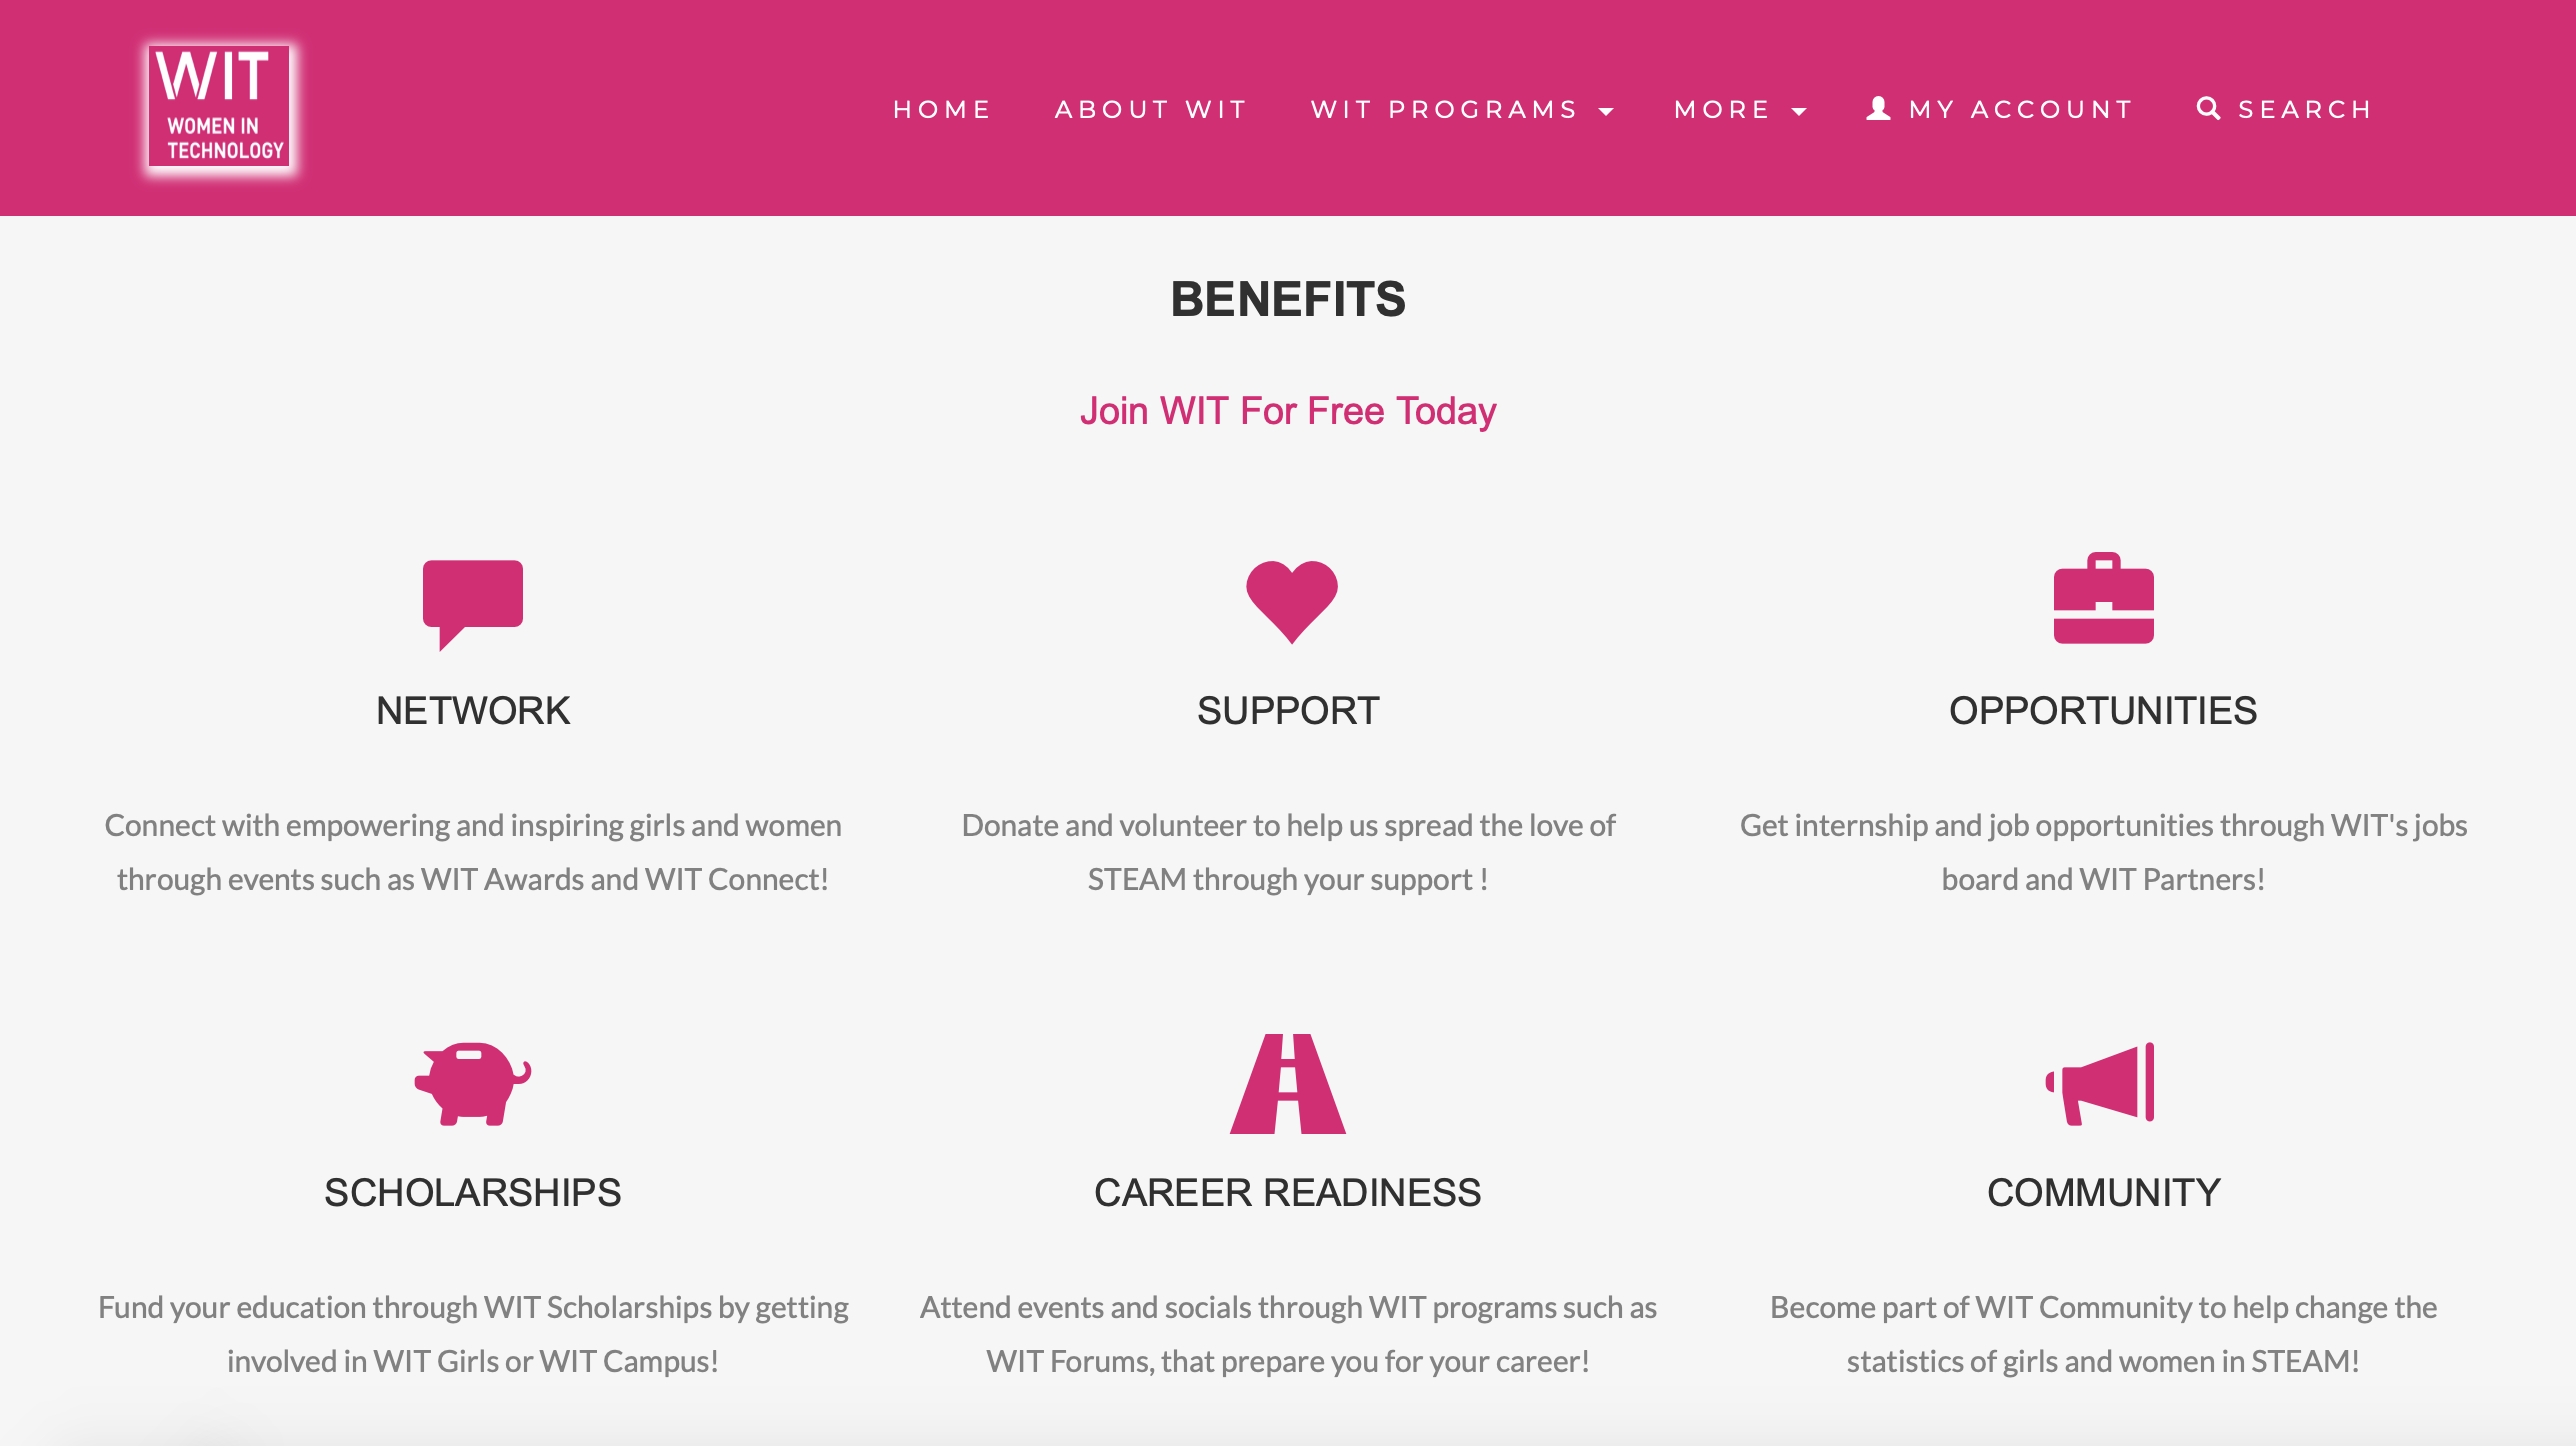 WIT
WOMEN IN
TECHNOLOGY
HOME
ABOUT WIT
WIT PROGRAMS
MORE
MY ACCOUNT
SEARCH
BENEFITS
Join WIT For Free Today
NETWORK
Connect with empowering and inspiring girls and women
through events such as WIT Awards and WIT Connect!
SUPPORT
Donate and volunteer to help us spread the love of
STEAM through your support !
OPPORTUNITIES
Get internship and job opportunities through WIT's jobs
board and WIT Partners!
SCHOLARSHIPS
Fund your education through WIT Scholarships by getting
involved in WIT Girls or WIT Campus!
CAREER READINESS
Attend events and socials through WIT programs such as
WIT Forums, that prepare you for your career!
COMMUNITY
Become part of WIT Community to help change the
statistics of girls and women in STEAM!